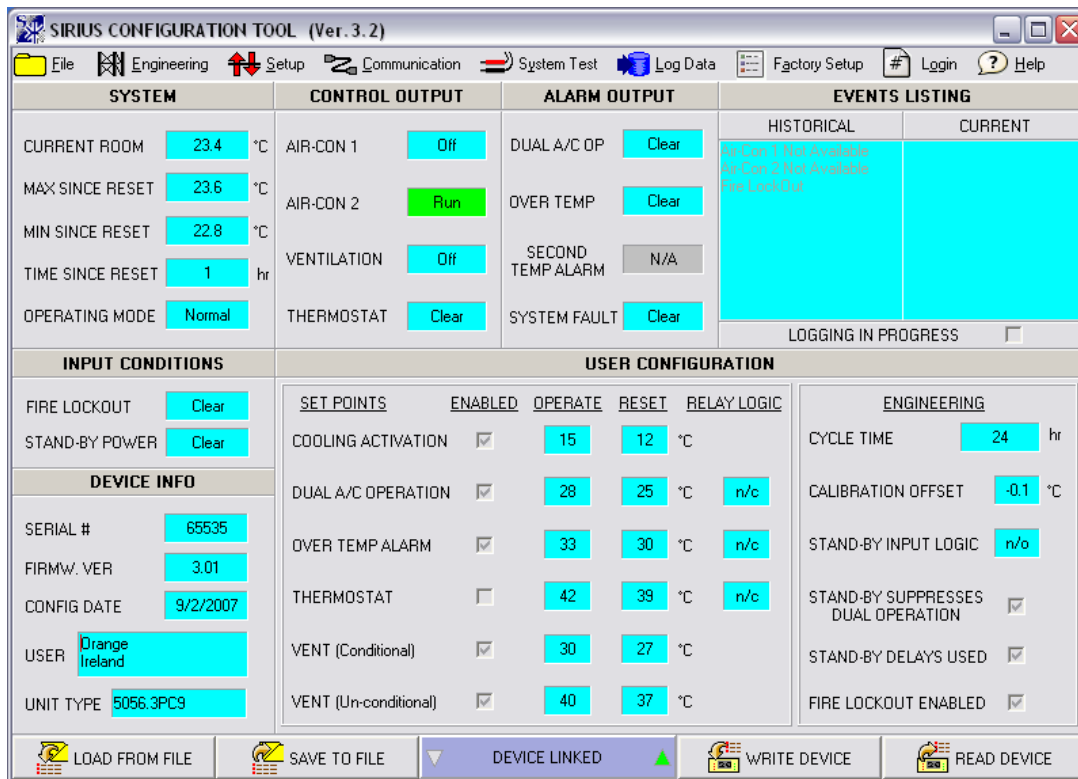 SIRIUS CONFIGURATION TOOL (Ver.3.2)
File Engineering Setup Communication System Test Log Data Factory Setup # Login ? Help
SYSTEM
CURRENT ROOM 23.4 °C
MAX SINCE RESET 23.6 °C
MIN SINCE RESET 22.8 °C
TIME SINCE RESET 1 hr
OPERATING MODE Normal
CONTROL OUTPUT
AIR-CON 1 Off
AIR-CON 2 Run
VENTILATION Off
THERMOSTAT Clear
ALARM OUTPUT
DUAL A/C OP Clear
OVER TEMP Clear
SECOND
TEMP ALARM N/A
SYSTEM FAULT Clear
EVENTS LISTING
HISTORICAL CURRENT
Air-Con 1 Not Available
Air-Con 2 Not Available
Fire LockOut
LOGGING IN PROGRESS
INPUT CONDITIONS
FIRE LOCKOUT Clear
STAND-BY POWER Clear
DEVICE INFO
SERIAL # 65535
FIRMW. VER 3.01
CONFIG DATE 9/2/2007
USER Orange
Ireland
UNIT TYPE 5056.3PC9
USER CONFIGURATION
SET POINTS ENABLED OPERATE RESET RELAY LOGIC
COOLING ACTIVATION 15 12 °C
DUAL A/C OPERATION 28 25 °C n/c
OVER TEMP ALARM 33 30 °C n/c
THERMOSTAT 42 39 °C n/c
VENT (Conditional) 30 27 °C
VENT (Un-conditional) 40 37 °C
ENGINEERING
CYCLE TIME 24 hr
CALIBRATION OFFSET -0.1 °C
STAND-BY INPUT LOGIC n/o
STAND-BY SUPPRESSES
DUAL OPERATION
STAND-BY DELAYS USED
FIRE LOCKOUT ENABLED
LOAD FROM FILE SAVE TO FILE DEVICE LINKED WRITE DEVICE READ DEVICE